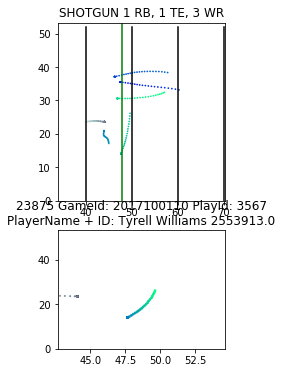 SHOTGUN 1 RB, 1 TE, 3 WR
50
40
30
20
10
0
40 50 60 70
23875 GameId: 2017100110 PlayId: 3567
PlayerName + ID: Tyrell Williams 2553913.0
40
20
0
45.0 47.5 50.0 52.5